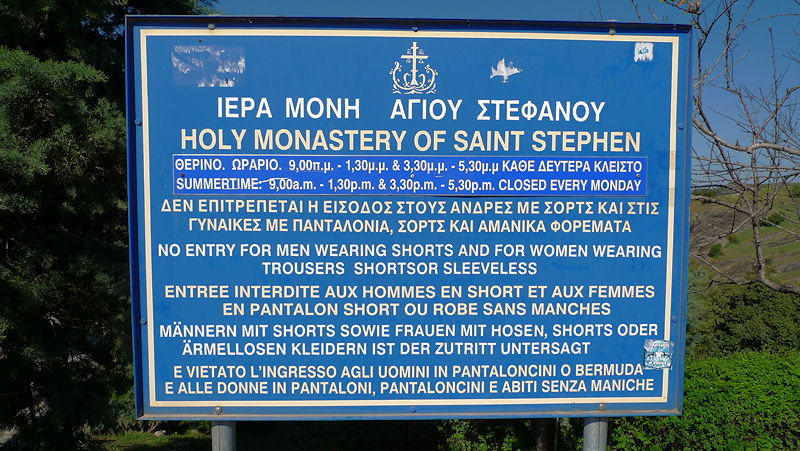 ΙΕΡΑ ΜΟΝΗ ΑΓΙΟΥ ΣΤΕΦΑΝΟΥ
HOLY MONASTERY OF SAINT STEPHEN
ΘΕΡΙΝΟ. ΩΡΑΡΙΟ. 9,00π.μ. - 1,30μ.μ. & 3,30μ.μ. - 5,30μ.μ ΚΑΘΕ ΔΕΥΤΕΡΑ ΚΛΕΙΣΤΟ
SUMMERTIME: 9,00a.m. - 1,30p.m. & 3,30p.m. - 5,30p.m. CLOSED EVERY MONDAY
ΔΕΝ ΕΠΙΤΡΕΠΕΤΑΙ Η ΕΙΣΟΔΟΣ ΣΤΟΥΣ ΑΝΔΡΕΣ ΜΕ ΣΟΡΤΣ ΚΑΙ ΣΤΙΣ
ΓΥΝΑΙΚΕΣ ΜΕ ΠΑΝΤΑΛΟΝΙΑ, ΣΟΡΤΣ ΚΑΙ ΑΜΑΝΙΚΑ ΦΟΡΕΜΑΤΑ
NO ENTRY FOR MEN WEARING SHORTS AND FOR WOMEN WEARING
TROUSERS SHORTSOR SLEEVELESS
ENTREE INTERDITE AUX HOMMES EN SHORT ET AUX FEMMES
EN PANTALON SHORT OU ROBE SANS MANCHES
MÄNNERN MIT SHORTS SOWIE FRAUEN MIT HOSEN, SHORTS ODER
ÄRMELLOSEN KLEIDERN IST DER ZUTRITT UNTERSAGT
E VIETATO L'INGRESSO AGLI UOMINI IN PANTALONCINI O BERMUDA
E ALLE DONNE IN PANTALONI, PANTALONCINI E ABITI SENZA MANICHE